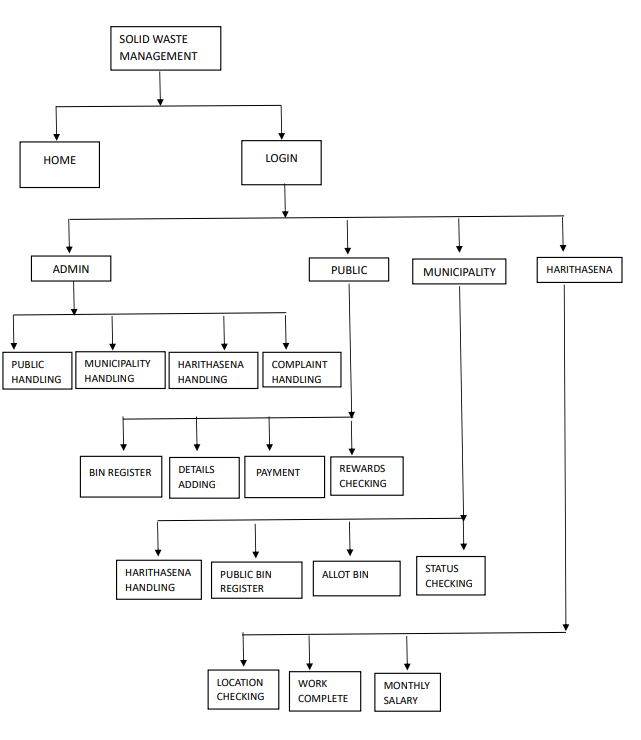 SOLID WASTE
MANAGEMENT
HOME
LOGIN
ADMIN
PUBLIC
MUNICIPALITY
HARITHASENA
PUBLIC
HANDLING
MUNICIPALITY
HANDLING
HARITHASENA
HANDLING
COMPLAINT
HANDLING
BIN REGISTER
DETAILS
ADDING
PAYMENT
REWARDS
CHECKING
HARITHASENA
HANDLING
PUBLIC BIN
REGISTER
ALLOT BIN
STATUS
CHECKING
LOCATION
CHECKING
WORK
COMPLETE
MONTHLY
SALARY